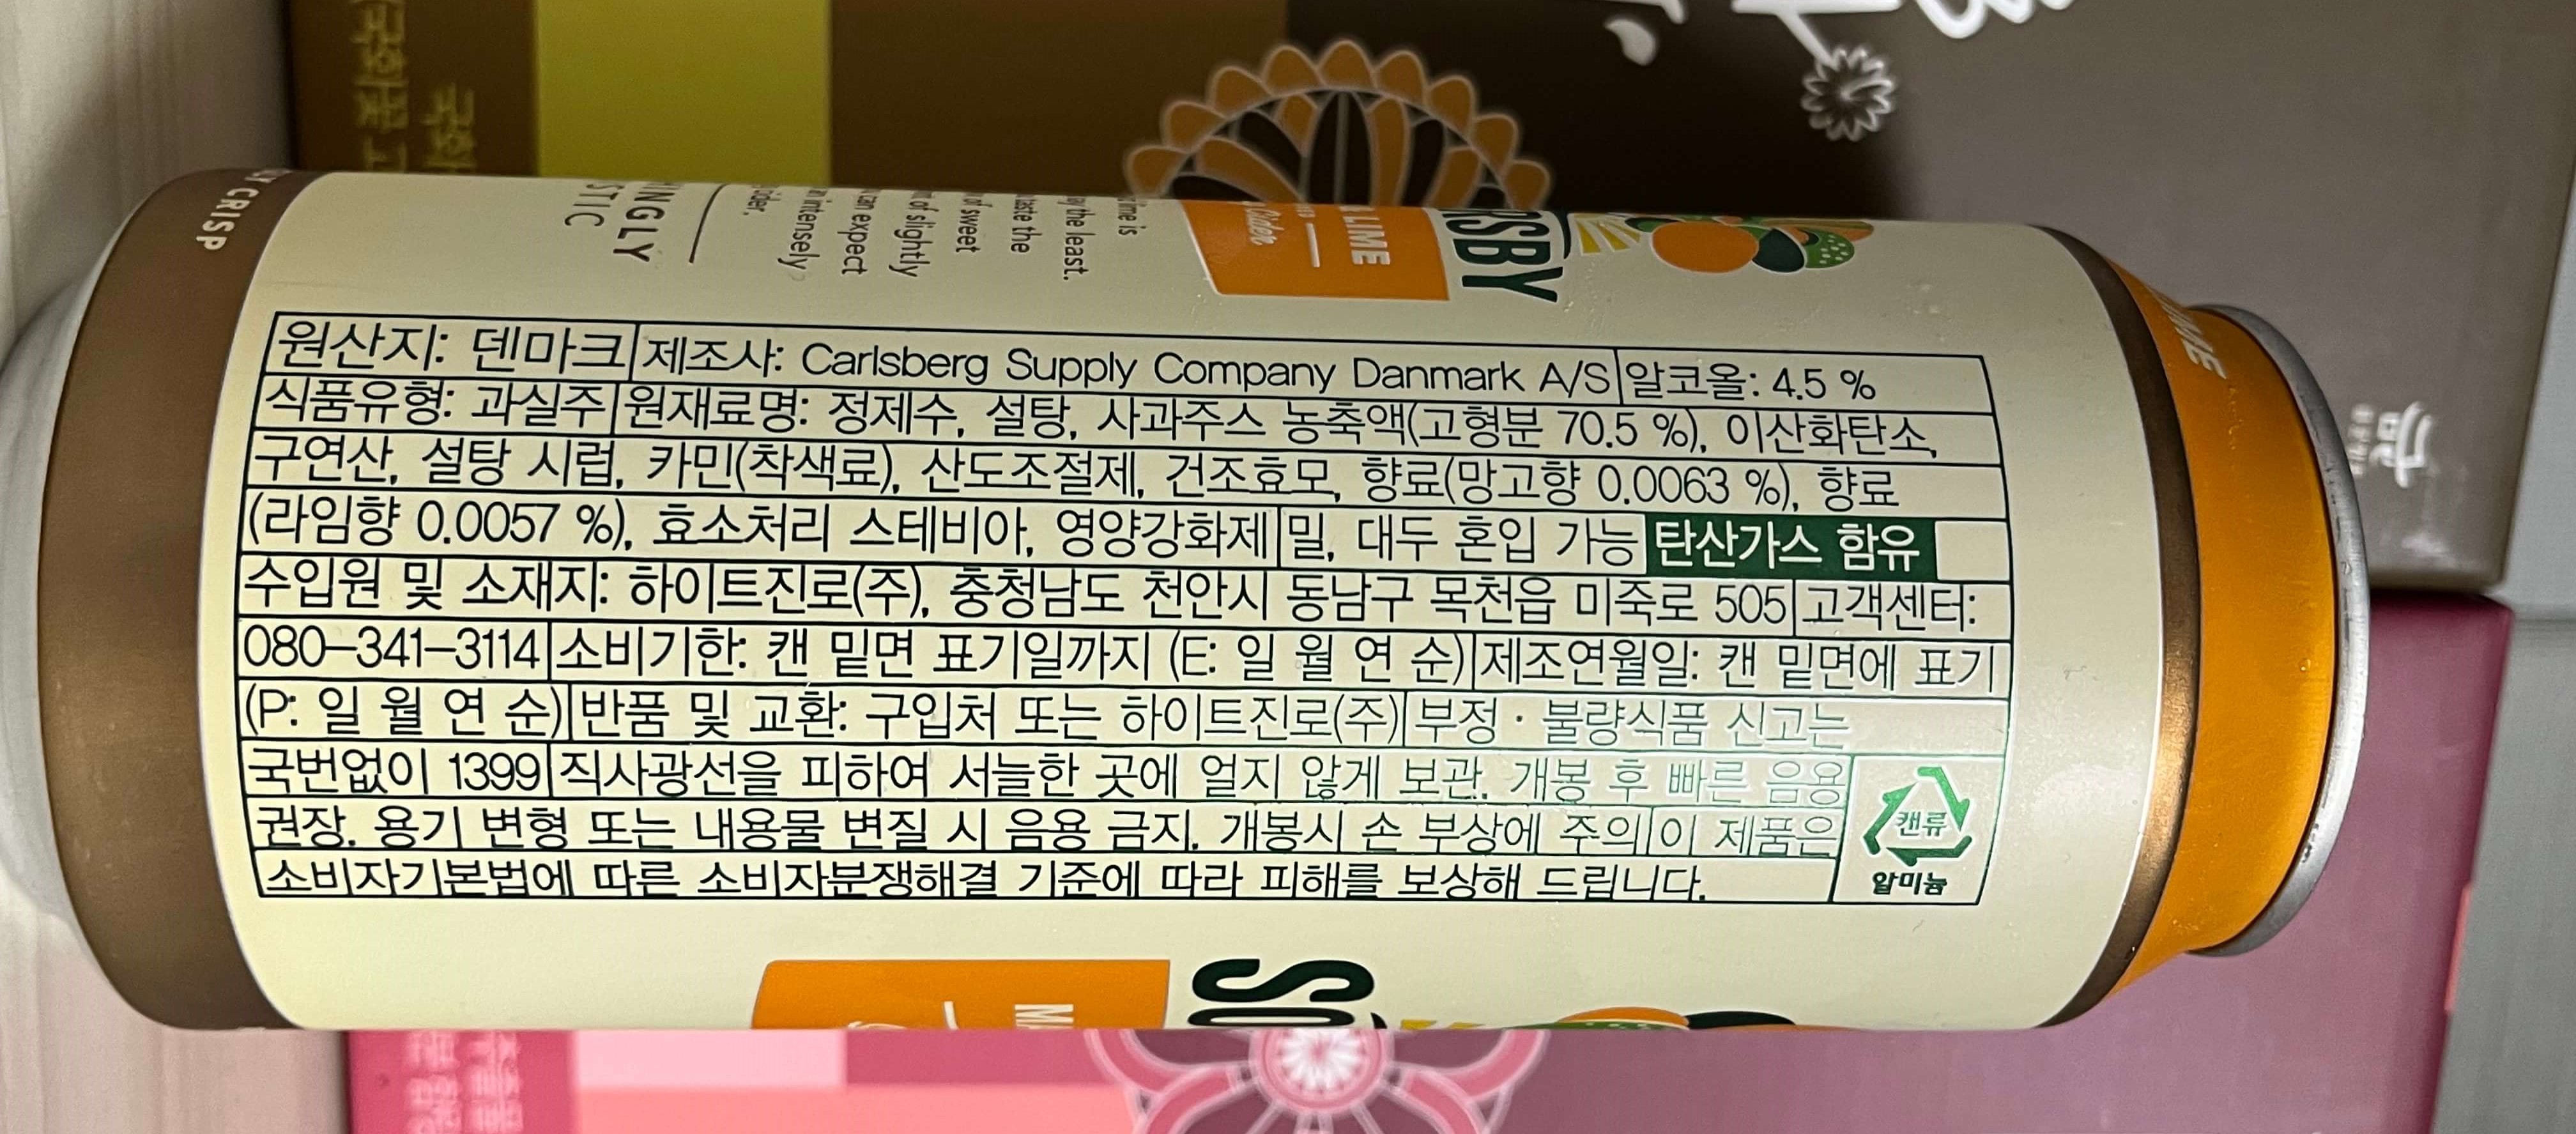 원산지: 덴마크 제조사: Carlsberg Supply Company Danmark A/S 알코올: 4.5 %
식품유형: 과실주 원재료명: 정제수, 설탕, 사과주스 농축액(고형분 70.5 %), 이산화탄소,
구연산, 설탕 시럽, 카민(착색료), 산도조절제, 건조효모, 향료(망고향 0.0063 %), 향료
(라임향 0.0057 %), 효소처리 스테비아, 영양강화제 밀, 대두 혼입 가능 탄산가스 함유
수입원 및 소재지: 하이트진로(주), 충청남도 천안시 동남구 목천읍 미죽로 505 고객센터:
080-341-3114 소비기한: 캔 밑면 표기일까지 (E: 일 월 연 순) 제조연월일: 캔 밑면에 표기
(P: 일 월 연 순) 반품 및 교환: 구입처 또는 하이트진로(주) 부정 · 불량식품 신고는
국번없이 1399 직사광선을 피하여 서늘한 곳에 얼지 않게 보관. 개봉 후 빠른 음용
권장. 용기 변형 또는 내용물 변질 시 음용 금지. 개봉시 손 부상에 주의 이 제품은
소비자기본법에 따른 소비자분쟁해결 기준에 따라 피해를 보상해 드립니다.
캔류
알미늄
RSBY
LIME
Cider
the least.
taste the
of sweet
of slightly
can expect
intensely
CRISP